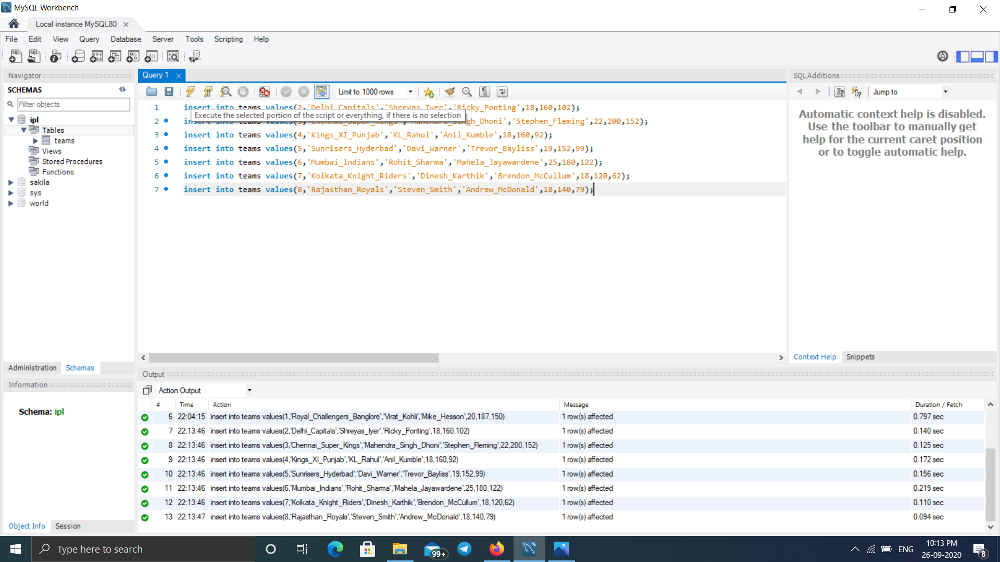 MySQL Workbench
Local instance MySQL80
File Edit View Query Database Server Tools Scripting Help
Navigator
SCHEMAS
Filter objects
ipl
Tables
teams
Views
Stored Procedures
Functions
sakila
sys
world
Administration Schemas
Information
Schema: ipl
Object Info Session
Query 1
Limit to 1000 rows
1 insert into teams values(2,'Delhi_Capitals','Shreyas_Iyer','Ricky_Ponting',18,160,102);
Execute the selected portion of the script or everything, if there is no selection
2 insert into teams values(3,'Chennai_Super_Kings','Mahendra_Singh_Dhoni','Stephen_Fleming',22,200,152);
3 insert into teams values(4,'Kings_XI_Punjab','KL_Rahul','Anil_Kumble',18,160,92);
4 insert into teams values(5,'Sunrisers_Hyderbad','Davi_Warner','Trevor_Bayliss',19,152,99);
5 insert into teams values(6,'Mumbai_Indians','Rohit_Sharma','Mahela_Jayawardene',25,180,122);
6 insert into teams values(7,'Kolkata_Knight_Riders','Dinesh_Karthik','Brendon_McCullum',18,120,62);
7 insert into teams values(8,'Rajasthan_Royals','Steven_Smith','Andrew_McDonald',18,140,79);
SQLAdditions
Jump to
Automatic context help is disabled.
Use the toolbar to manually get
help for the current caret position
or to toggle automatic help.
Context Help Snippets
Output
Action Output
# Time Action Message Duration / Fetch
6 22:04:15 insert into teams values(1,'Royal_Challengers_Banglore','Virat_Kohli','Mike_Hesson',20,187,150) 1 row(s) affected 0.797 sec
7 22:13:46 insert into teams values(2,'Delhi_Capitals','Shreyas_Iyer','Ricky_Ponting',18,160,102) 1 row(s) affected 0.140 sec
8 22:13:46 insert into teams values(3,'Chennai_Super_Kings','Mahendra_Singh_Dhoni','Stephen_Fleming',22,200,152) 1 row(s) affected 0.125 sec
9 22:13:46 insert into teams values(4,'Kings_XI_Punjab','KL_Rahul','Anil_Kumble',18,160,92) 1 row(s) affected 0.172 sec
10 22:13:46 insert into teams values(5,'Sunrisers_Hyderbad','Davi_Warner','Trevor_Bayliss',19,152,99) 1 row(s) affected 0.156 sec
11 22:13:46 insert into teams values(6,'Mumbai_Indians','Rohit_Sharma','Mahela_Jayawardene',25,180,122) 1 row(s) affected 0.219 sec
12 22:13:46 insert into teams values(7,'Kolkata_Knight_Riders','Dinesh_Karthik','Brendon_McCullum',18,120,62) 1 row(s) affected 0.110 sec
13 22:13:47 insert into teams values(8,'Rajasthan_Royals','Steven_Smith','Andrew_McDonald',18,140,79) 1 row(s) affected 0.094 sec
Type here to search
99+
ENG
10:13 PM
26-09-2020
8